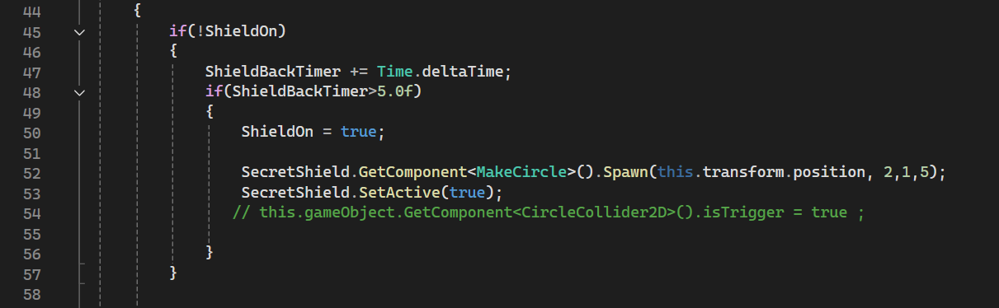 44 {
45 if(!ShieldOn)
46 {
47 ShieldBackTimer += Time.deltaTime;
48 if(ShieldBackTimer>5.0f)
49 {
50 ShieldOn = true;
51
52 SecretShield.GetComponent<MakeCircle>().Spawn(this.transform.position, 2,1,5);
53 SecretShield.SetActive(true);
54 // this.gameObject.GetComponent<CircleCollider2D>().isTrigger = true ;
55
56 }
57 }
58